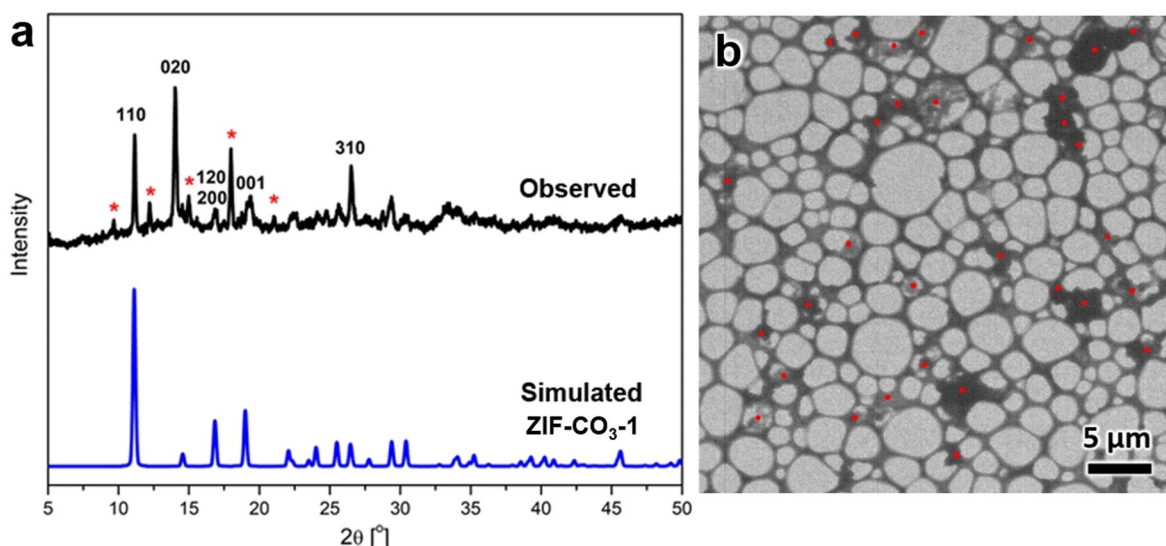 a
b
020
110
*
*
*
*
*
120
200
001
310
Observed
Intensity
Simulated
ZIF-CO₃-1
5 10 15 20 25 30 35 40 45 50
2θ [°]
5 µm